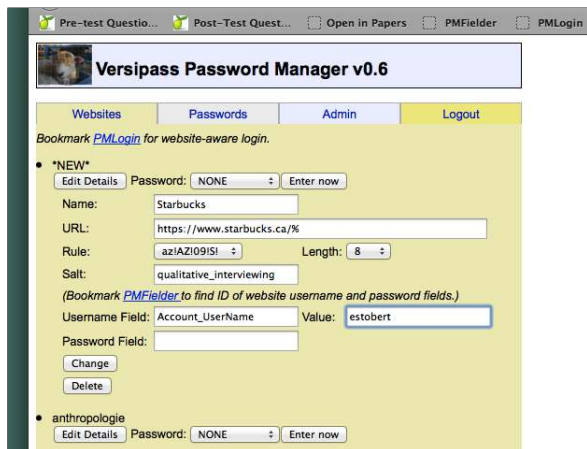 Pre-test Questio... Post-Test Quest... Open in Papers PMFielder PMLogin
Versipass Password Manager v0.6
Websites Passwords Admin Logout
Bookmark PMLogin for website-aware login.
*NEW*
Edit Details Password: NONE Enter now
Name: Starbucks
URL: https://www.starbucks.ca/%
Rule: az!AZ!09!S! Length: 8
Salt: qualitative_interviewing
(Bookmark PMFielder to find ID of website username and password fields.)
Username Field: Account_UserName Value: estobert
Password Field:
Change
Delete
anthropologie
Edit Details Password: NONE Enter now